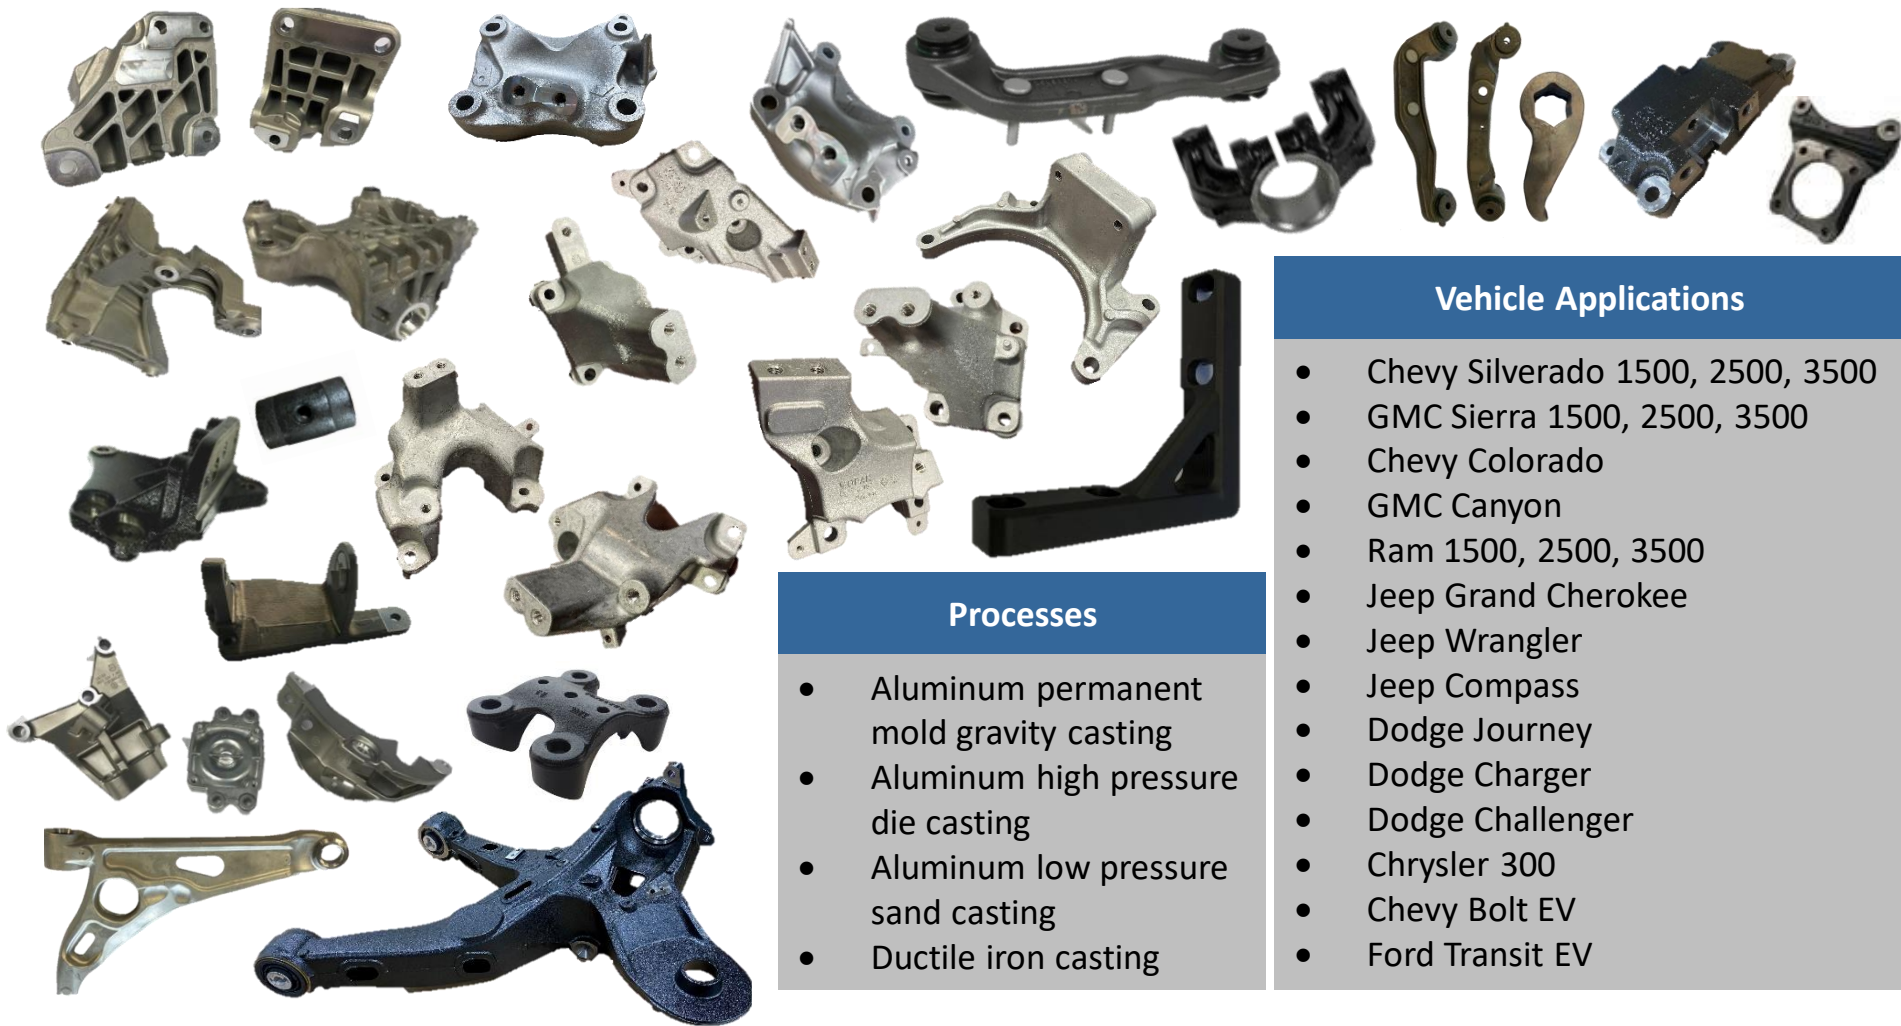 Vehicle Applications
• Chevy Silverado 1500, 2500, 3500
• GMC Sierra 1500, 2500, 3500
• Chevy Colorado
• GMC Canyon
• Ram 1500, 2500, 3500
• Jeep Grand Cherokee
• Jeep Wrangler
• Jeep Compass
• Dodge Journey
• Dodge Charger
• Dodge Challenger
• Chrysler 300
• Chevy Bolt EV
• Ford Transit EV
Processes
• Aluminum permanent
mold gravity casting
• Aluminum high pressure
die casting
• Aluminum low pressure
sand casting
• Ductile iron casting